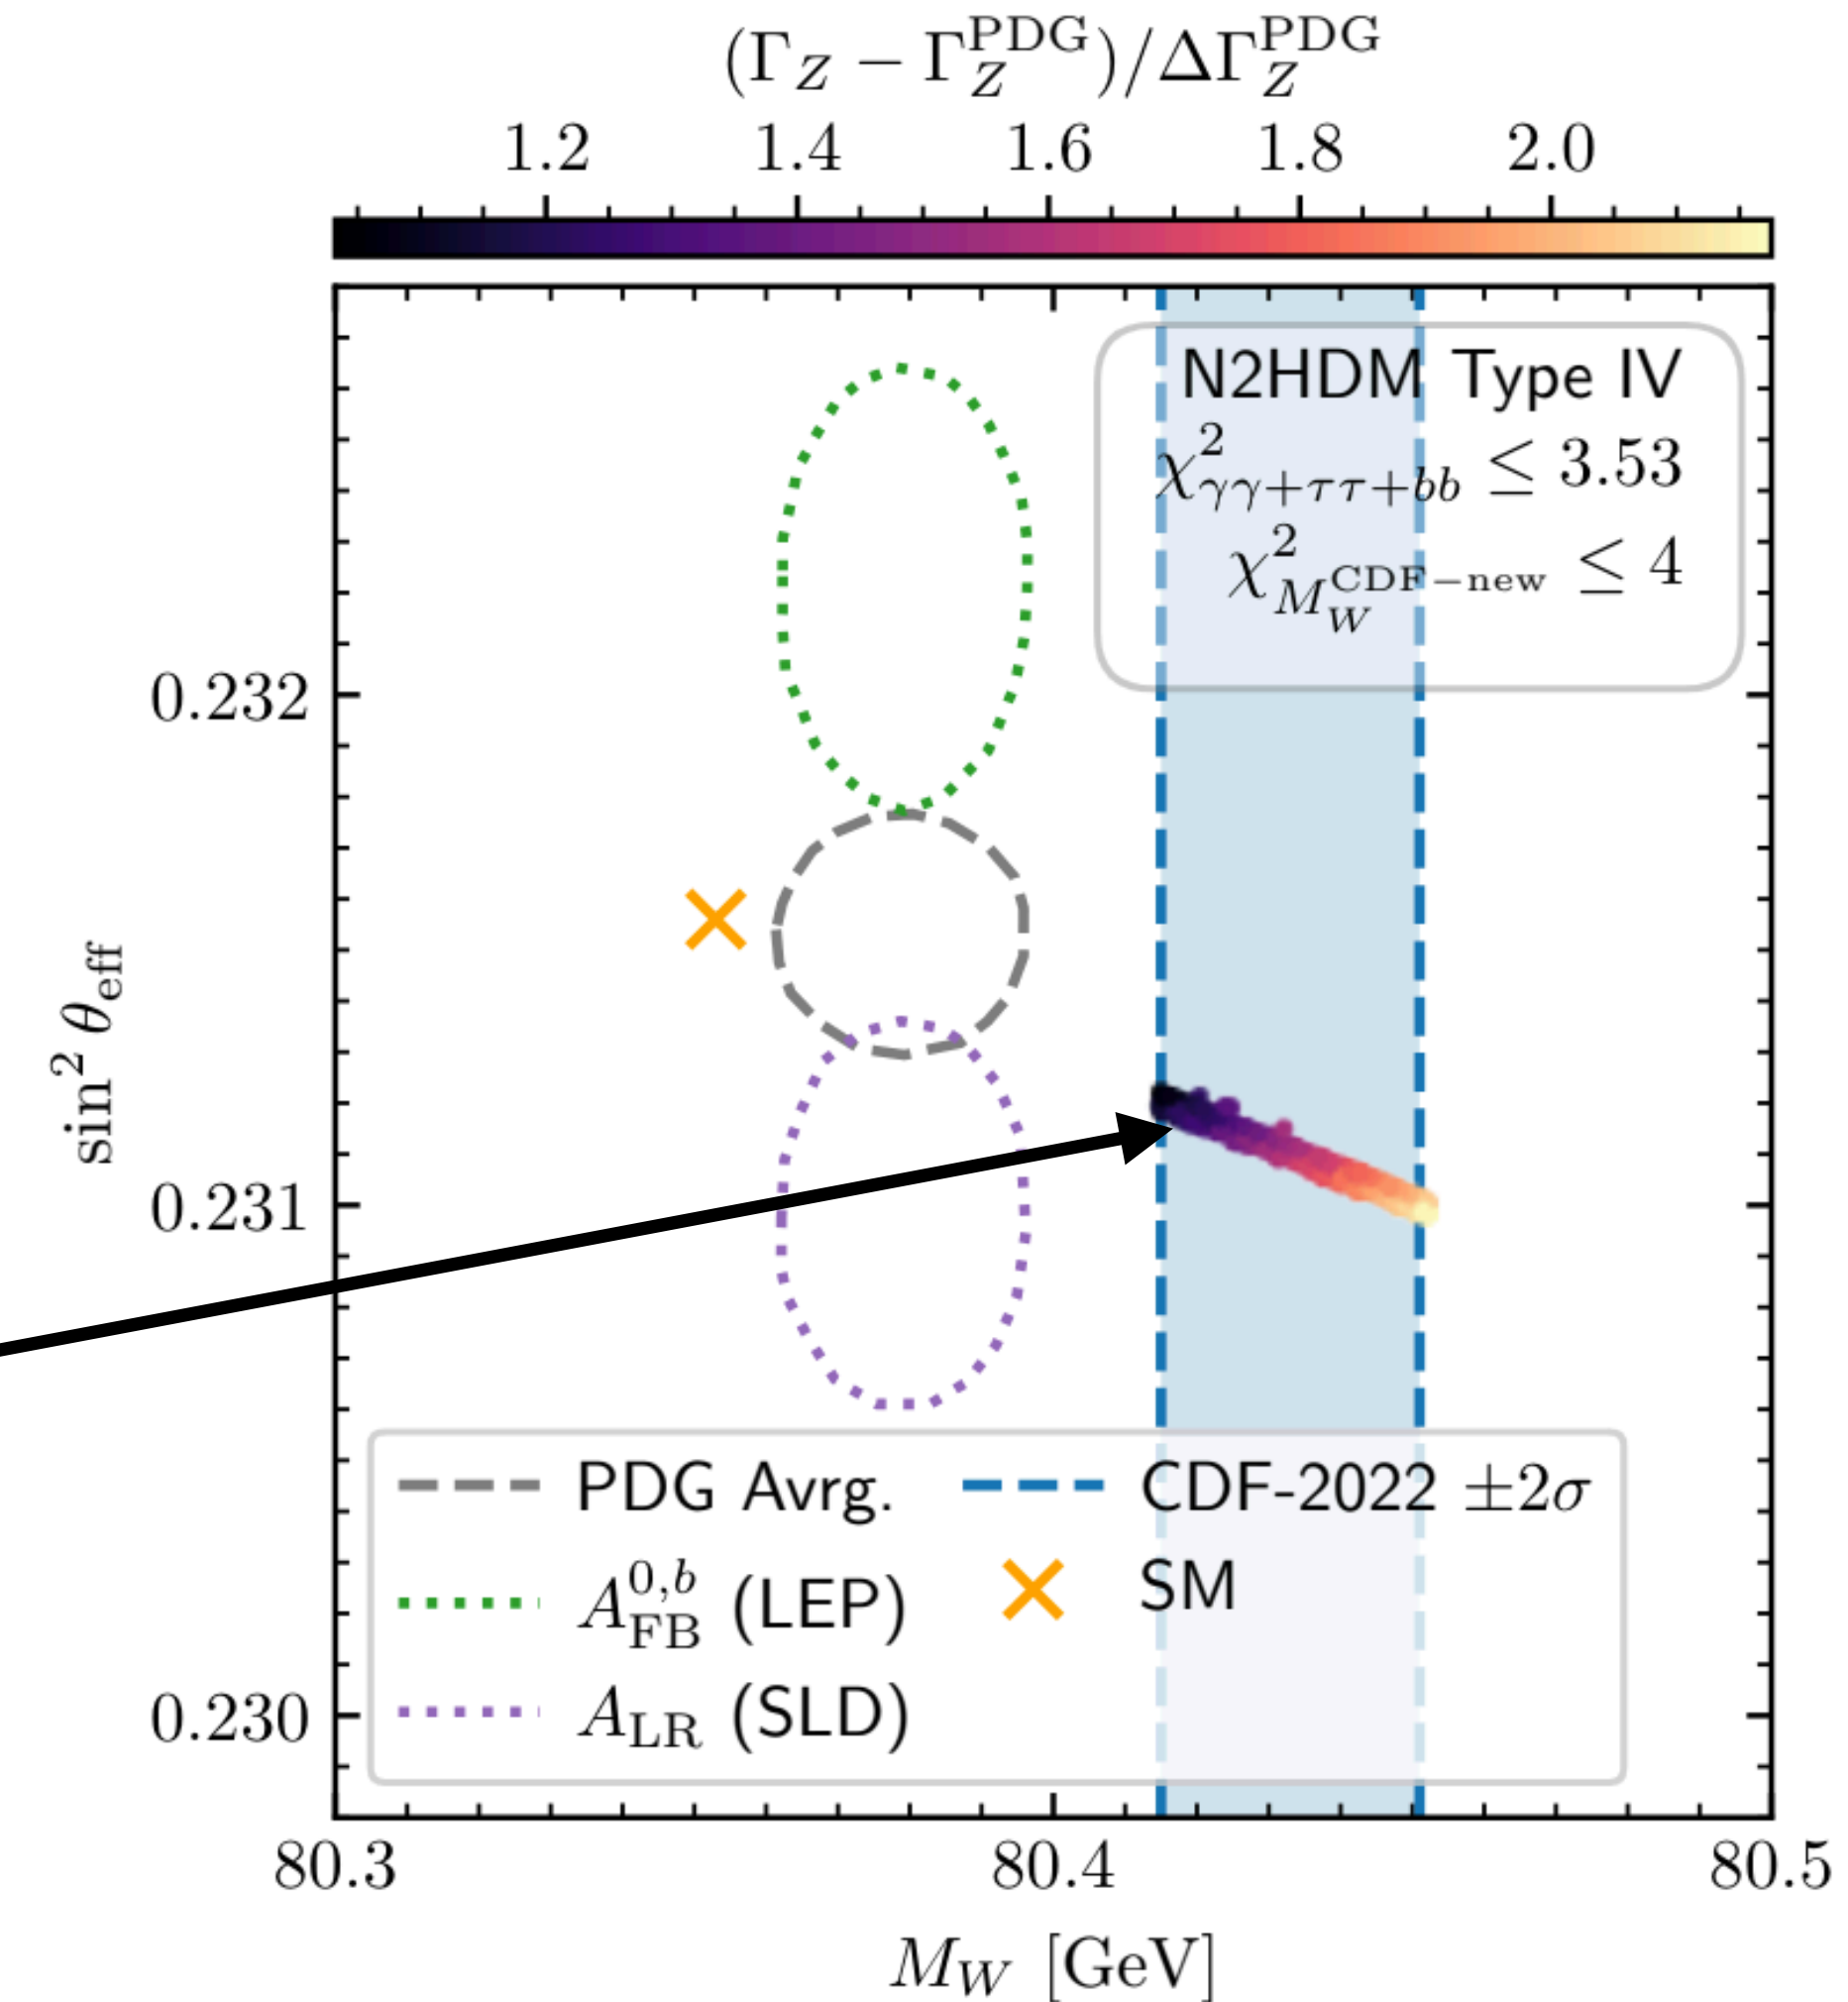 (Γ_Z − Γ_Z^PDG)/ΔΓ_Z^PDG
1.2 1.4 1.6 1.8 2.0
N2HDM Type IV
χ²_γγ+ττ+bb ≤ 3.53
χ²_M_W^CDF−new ≤ 4
0.232
sin² θ_eff
0.231
PDG Avrg. CDF-2022 ±2σ
A_FB^0,b (LEP) SM
A_LR (SLD)
0.230
80.3 80.4 80.5
M_W [GeV]